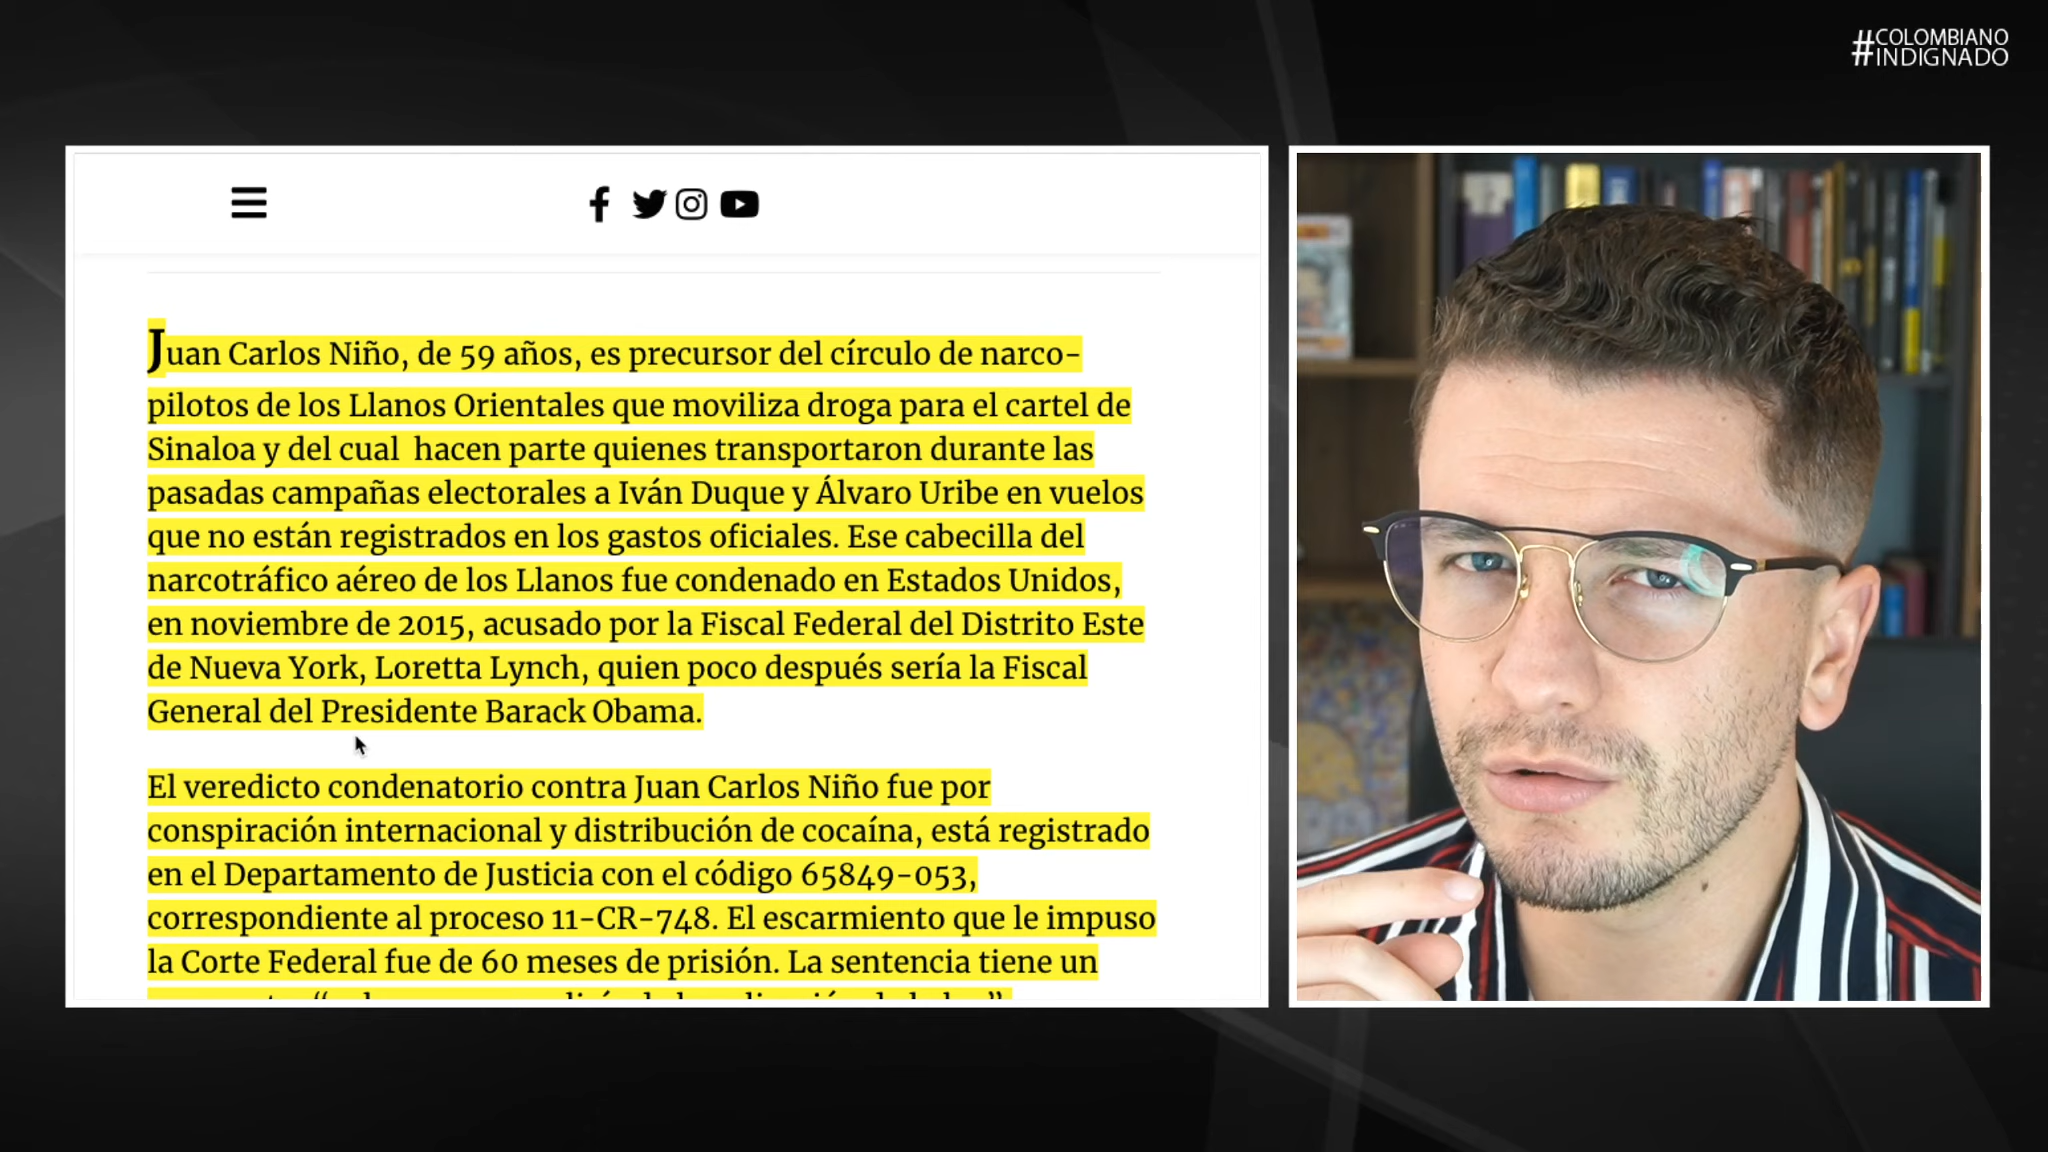 #COLOMBIANO
INDIGNADO
Juan Carlos Niño, de 59 años, es precursor del círculo de narco-
pilotos de los Llanos Orientales que moviliza droga para el cartel de
Sinaloa y del cual hacen parte quienes transportaron durante las
pasadas campañas electorales a Iván Duque y Álvaro Uribe en vuelos
que no están registrados en los gastos oficiales. Ese cabecilla del
narcotráfico aéreo de los Llanos fue condenado en Estados Unidos,
en noviembre de 2015, acusado por la Fiscal Federal del Distrito Este
de Nueva York, Loretta Lynch, quien poco después sería la Fiscal
General del Presidente Barack Obama.
El veredicto condenatorio contra Juan Carlos Niño fue por
conspiración internacional y distribución de cocaína, está registrado
en el Departamento de Justicia con el código 65849-053,
correspondiente al proceso 11-CR-748. El escarmiento que le impuso
la Corte Federal fue de 60 meses de prisión. La sentencia tiene un